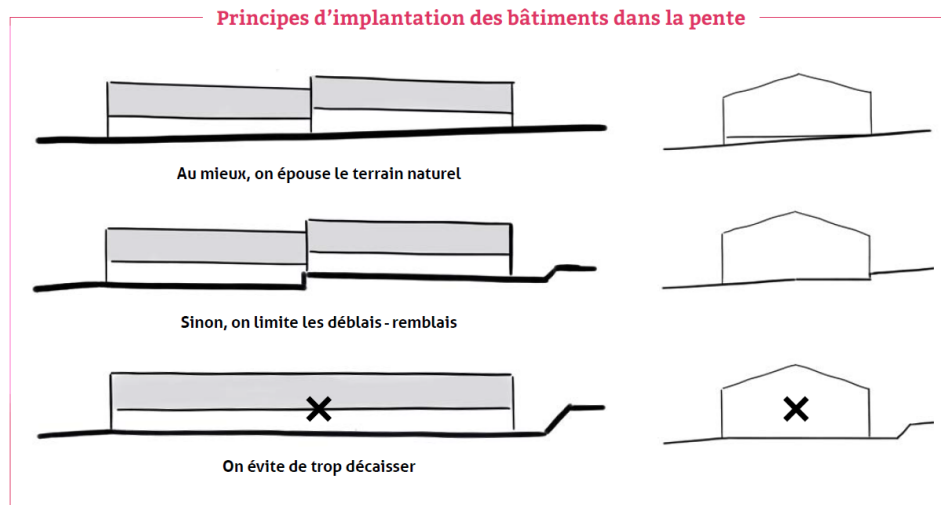 Principes d'implantation des bâtiments dans la pente
Au mieux, on épouse le terrain naturel
Sinon, on limite les déblais - remblais
On évite de trop décaisser